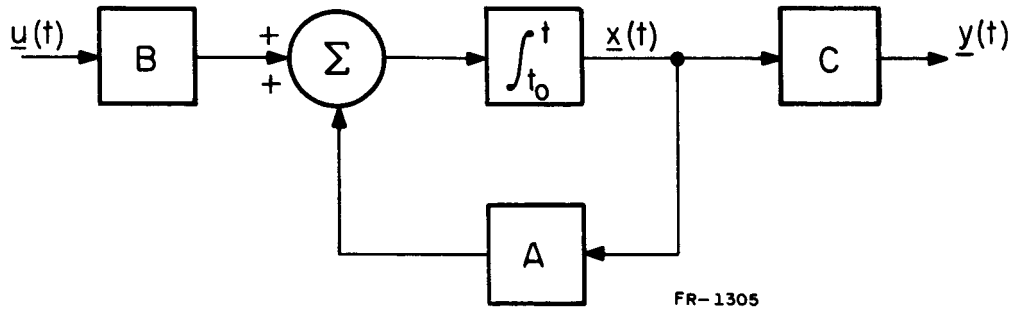 u(t)
B
+
+
Σ
∫ t t₀
x(t)
C
y(t)
A
FR-1305